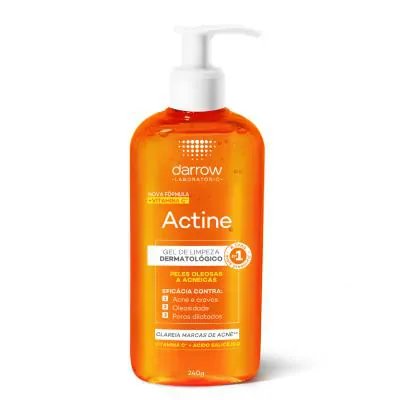 darrow
LABORATÓRIO
NOVA FÓRMULA
+VITAMINA C*
Actine
GEL DE LIMPEZA
DERMATOLÓGICO
Nº1
PELES OLEOSAS
A ACNEICAS
EFICÁCIA CONTRA:
1 Acne e cravos
2 Oleosidade
3 Poros dilatados
CLAREIA MARCAS DE ACNE**
VITAMINA C* + ÁCIDO SALICÍLICO
240g